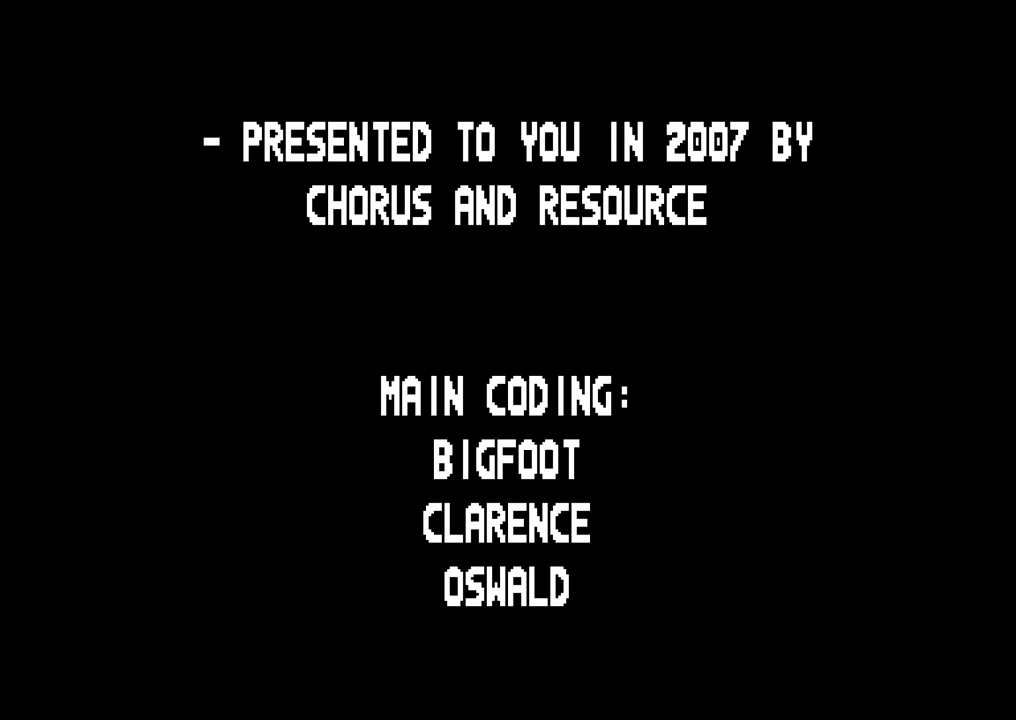 - PRESENTED TO YOU IN 2007 BY
CHORUS AND RESOURCE
MAIN CODING:
BIGFOOT
CLARENCE
OSWALD